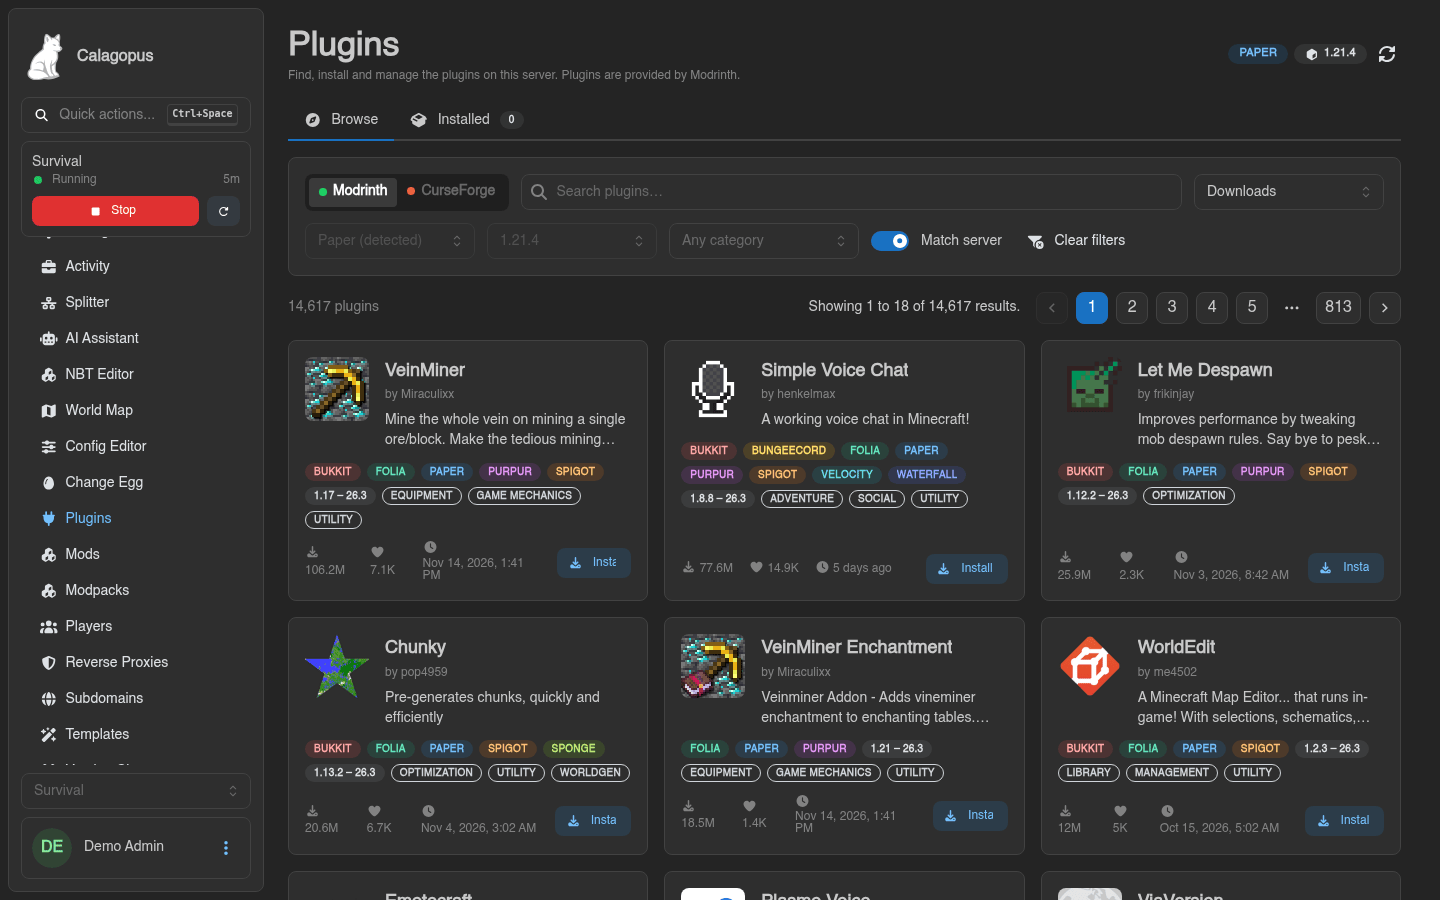 Calagopus
Quick actions... Ctrl+Space
Survival
Running 5m
Stop
Activity
Splitter
AI Assistant
NBT Editor
World Map
Config Editor
Change Egg
Plugins
Mods
Modpacks
Players
Reverse Proxies
Subdomains
Templates
Survival
DE Demo Admin
Plugins
Find, install and manage the plugins on this server. Plugins are provided by Modrinth.
PAPER 1.21.4
Browse Installed 0
Modrinth CurseForge Search plugins... Downloads
Paper (detected) 1.21.4 Any category Match server Clear filters
14,617 plugins Showing 1 to 18 of 14,617 results. 1 2 3 4 5 ... 813
VeinMiner
by Miraculixx
Mine the whole vein on mining a single
ore/block. Make the tedious mining...
BUKKIT FOLIA PAPER PURPUR SPIGOT
1.17 – 26.3 EQUIPMENT GAME MECHANICS
UTILITY
106.2M 7.1K Nov 14, 2026, 1:41
PM
Insta
Simple Voice Chat
by henkelmax
A working voice chat in Minecraft!
BUKKIT BUNGEECORD FOLIA PAPER
PURPUR SPIGOT VELOCITY WATERFALL
1.8.8 – 26.3 ADVENTURE SOCIAL UTILITY
77.6M 14.9K 5 days ago Install
Let Me Despawn
by frikinjay
Improves performance by tweaking
mob despawn rules. Say bye to pesk...
BUKKIT FOLIA PAPER PURPUR SPIGOT
1.12.2 – 26.3 OPTIMIZATION
25.9M 2.3K Nov 3, 2026, 8:42 AM Insta
Chunky
by pop4959
Pre-generates chunks, quickly and
efficiently
BUKKIT FOLIA PAPER SPIGOT SPONGE
1.13.2 – 26.3 OPTIMIZATION UTILITY WORLDGEN
20.6M 6.7K Nov 4, 2026, 3:02 AM Insta
VeinMiner Enchantment
by Miraculixx
Veinminer Addon - Adds vineminer
enchantment to enchanting tables....
FOLIA PAPER PURPUR 1.21 – 26.3
EQUIPMENT GAME MECHANICS UTILITY
18.5M 1.4K Nov 14, 2026, 1:41
PM
Insta
WorldEdit
by me4502
A Minecraft Map Editor... that runs in-
game! With selections, schematics,...
BUKKIT FOLIA PAPER SPIGOT 1.2.3 – 26.3
LIBRARY MANAGEMENT UTILITY
12M 5K Oct 15, 2026, 5:02 AM Instal
Emotecraft
Plasmo Voice
ViaVersion